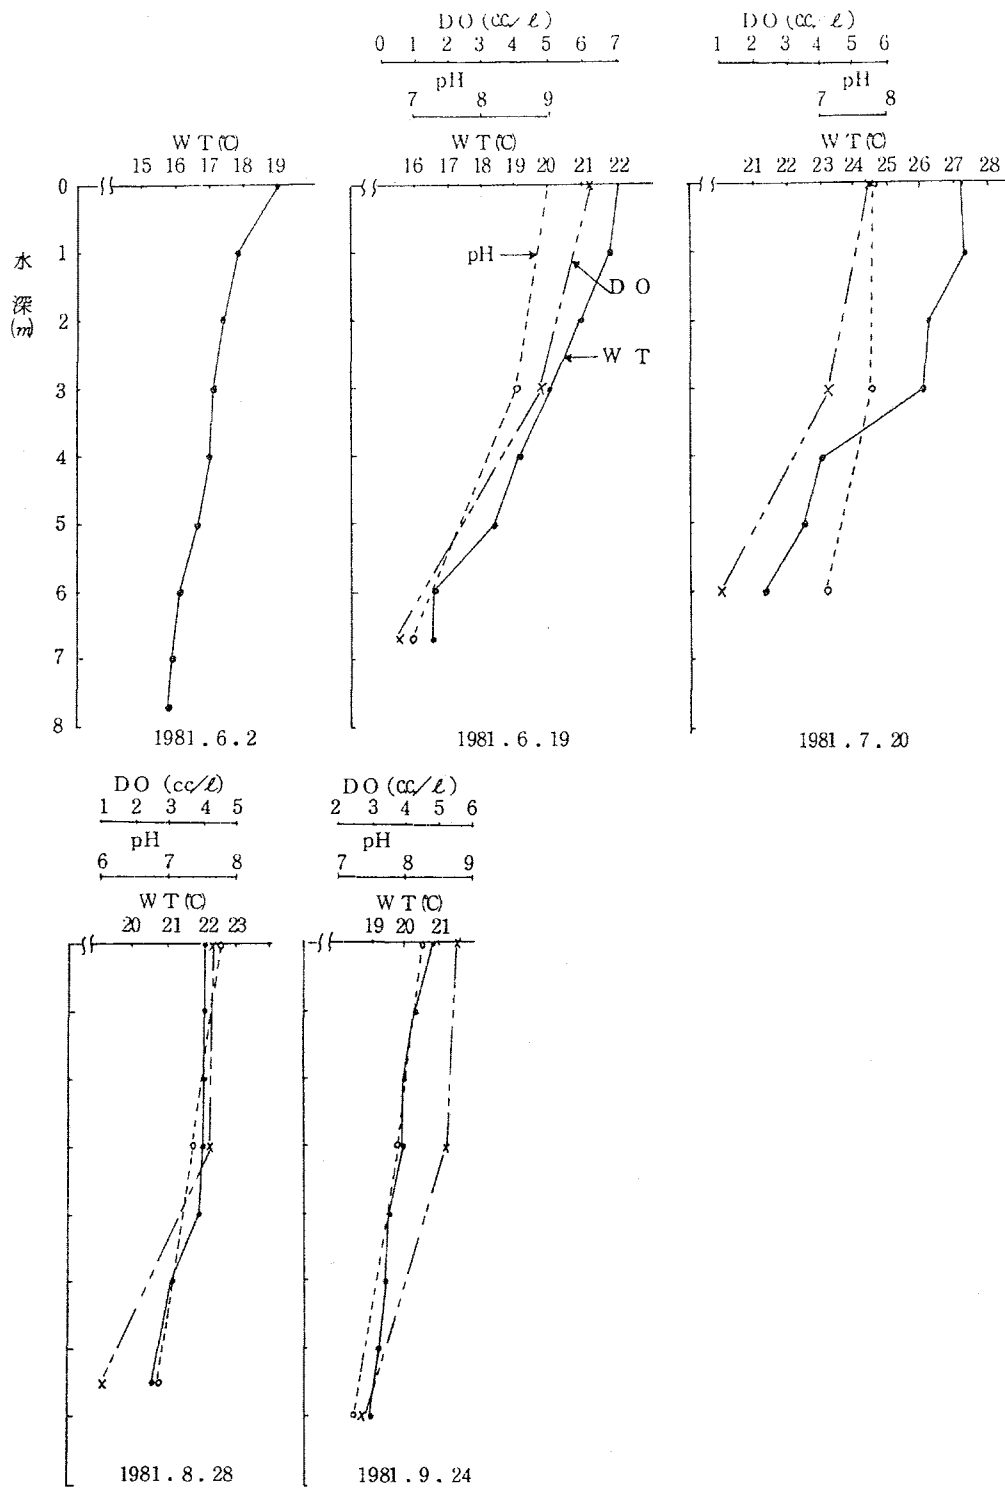 DO (cc/ℓ)
0 1 2 3 4 5 6 7
pH
7 8 9
WT (℃)
16 17 18 19 20 21 22
DO (cc/ℓ)
1 2 3 4 5 6
pH
7 8
WT (℃)
21 22 23 24 25 26 27 28
WT (℃)
15 16 17 18 19
水深(m)
0
1
2
3
4
5
6
7
8
pH
DO
WT
1981.6.2
1981.6.19
1981.7.20
DO (cc/ℓ)
1 2 3 4 5
pH
6 7 8
WT (℃)
20 21 22 23
DO (cc/ℓ)
2 3 4 5 6
pH
7 8 9
WT (℃)
19 20 21
1981.8.28
1981.9.24